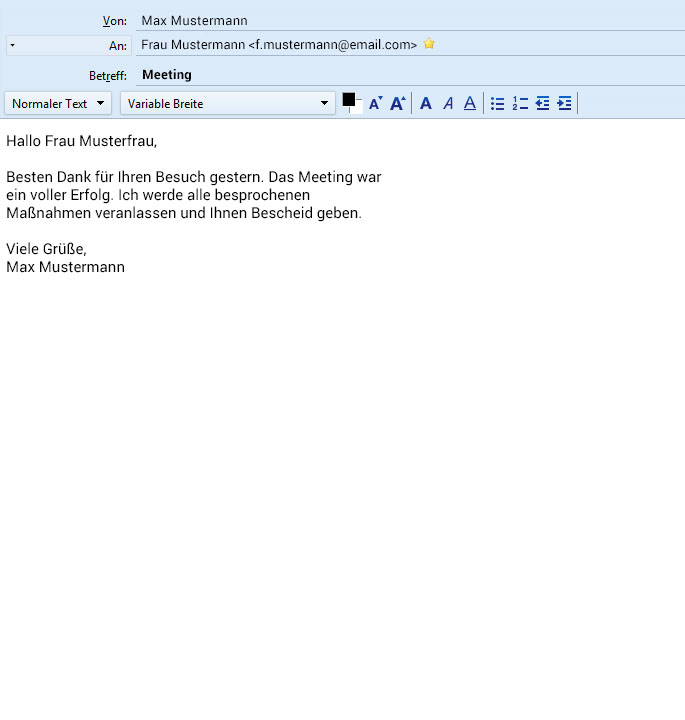 Von: Max Mustermann
An: Frau Mustermann <f.mustermann@email.com>
Betreff: Meeting
Normaler Text Variable Breite A A A A A
Hallo Frau Musterfrau,
Besten Dank für Ihren Besuch gestern. Das Meeting war
ein voller Erfolg. Ich werde alle besprochenen
Maßnahmen veranlassen und Ihnen Bescheid geben.
Viele Grüße,
Max Mustermann